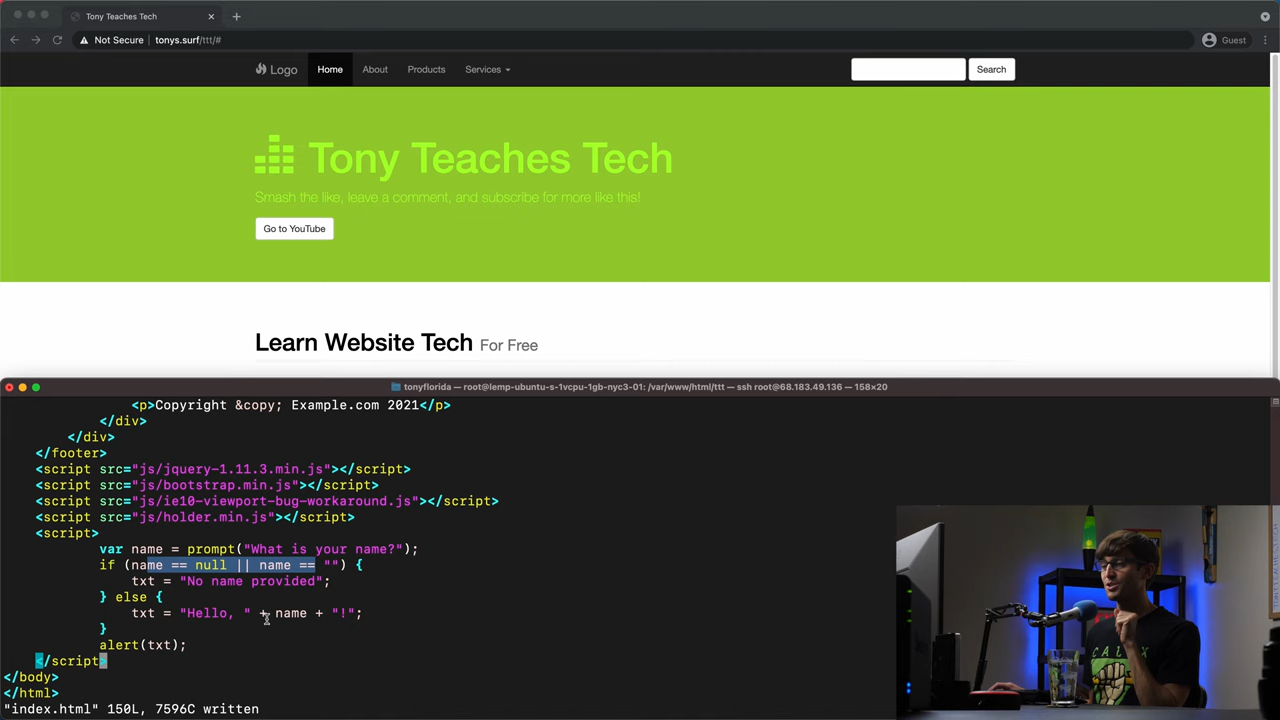 Tony Teaches Tech
Not Secure | tonys.surf/ttt/#
Guest
Logo
Home
About
Products
Services
Search
Tony Teaches Tech
Smash the like, leave a comment, and subscribe for more like this!
Go to YouTube
Learn Website Tech For Free
tonyflorida — root@lemp-ubuntu-s-1vcpu-1gb-nyc3-01: /var/www/html/ttt — ssh root@68.183.49.136 — 158×20
<p>Copyright &copy; Example.com 2021</p>
</div>
</div>
</footer>
<script src="js/jquery-1.11.3.min.js"></script>
<script src="js/bootstrap.min.js"></script>
<script src="js/ie10-viewport-bug-workaround.js"></script>
<script src="js/holder.min.js"></script>
<script>
var name = prompt("What is your name?");
if (name == null || name == "") {
txt = "No name provided";
} else {
txt = "Hello, " + name + "!";
}
alert(txt);
</script>
</body>
</html>
"index.html" 150L, 7596C written